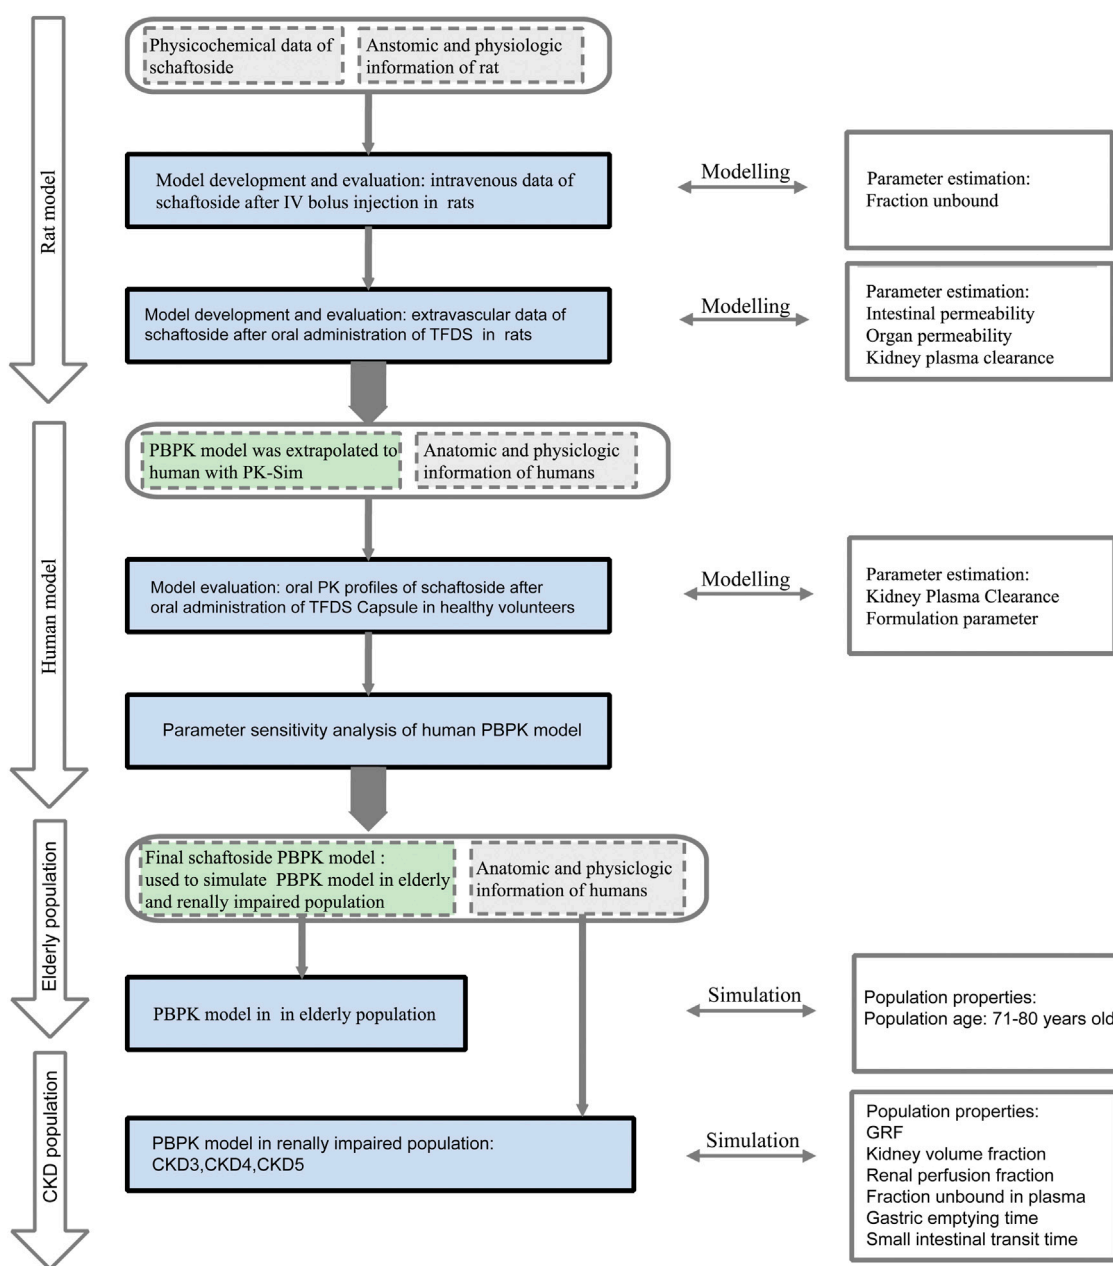 Physicochemical data of
schaftoside
Anstomic and physiologic
information of rat
Rat model
Model development and evaluation: intravenous data of
schaftoside after IV bolus injection in rats
Modelling
Parameter estimation:
Fraction unbound
Model development and evaluation: extravascular data of
schaftoside after oral administration of TFDS in rats
Modelling
Parameter estimation:
Intestinal permeability
Organ permeability
Kidney plasma clearance
PBPK model was extrapolated to
human with PK-Sim
Anatomic and physiclogic
information of humans
Human model
Model evaluation: oral PK profiles of schaftoside after
oral administration of TFDS Capsule in healthy volunteers
Modelling
Parameter estimation:
Kidney Plasma Clearance
Formulation parameter
Parameter sensitivity analysis of human PBPK model
Final schaftoside PBPK model :
used to simulate PBPK model in elderly
and renally impaired population
Anatomic and physiclogic
information of humans
Elderly population
PBPK model in in elderly population
Simulation
Population properties:
Population age: 71-80 years old
CKD population
PBPK model in renally impaired population:
CKD3,CKD4,CKD5
Simulation
Population properties:
GRF
Kidney volume fraction
Renal perfusion fraction
Fraction unbound in plasma
Gastric emptying time
Small intestinal transit time